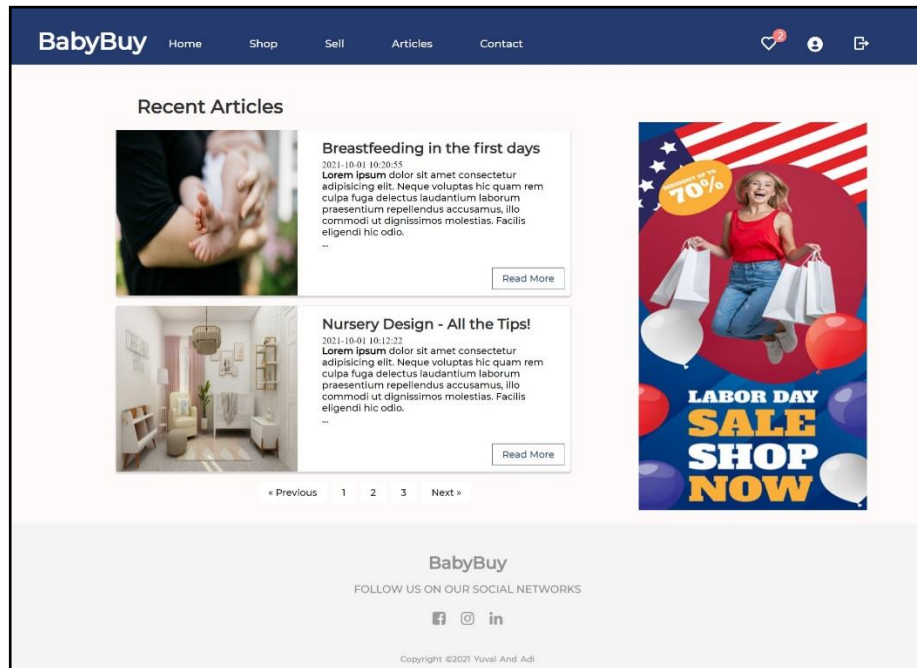 BabyBuy Home Shop Sell Articles Contact
2
Recent Articles
Breastfeeding in the first days
2021-10-01 10:20:55
Lorem ipsum dolor sit amet consectetur
adipisicing elit. Neque voluptas hic quam rem
culpa fuga delectus laudantium laborum
praesentium repellendus accusamus, illo
commodi ut dignissimos molestias. Facilis
eligendi hic odio.
...
Read More
Nursery Design - All the Tips!
2021-10-01 10:12:22
Lorem ipsum dolor sit amet consectetur
adipisicing elit. Neque voluptas hic quam rem
culpa fuga delectus laudantium laborum
praesentium repellendus accusamus, illo
commodi ut dignissimos molestias. Facilis
eligendi hic odio.
...
Read More
« Previous 1 2 3 Next »
DISCOUNT UP TO
70%
LABOR DAY
SALE
SHOP
NOW
BabyBuy
FOLLOW US ON OUR SOCIAL NETWORKS
in
Copyright ©2021 Yuval And Adi